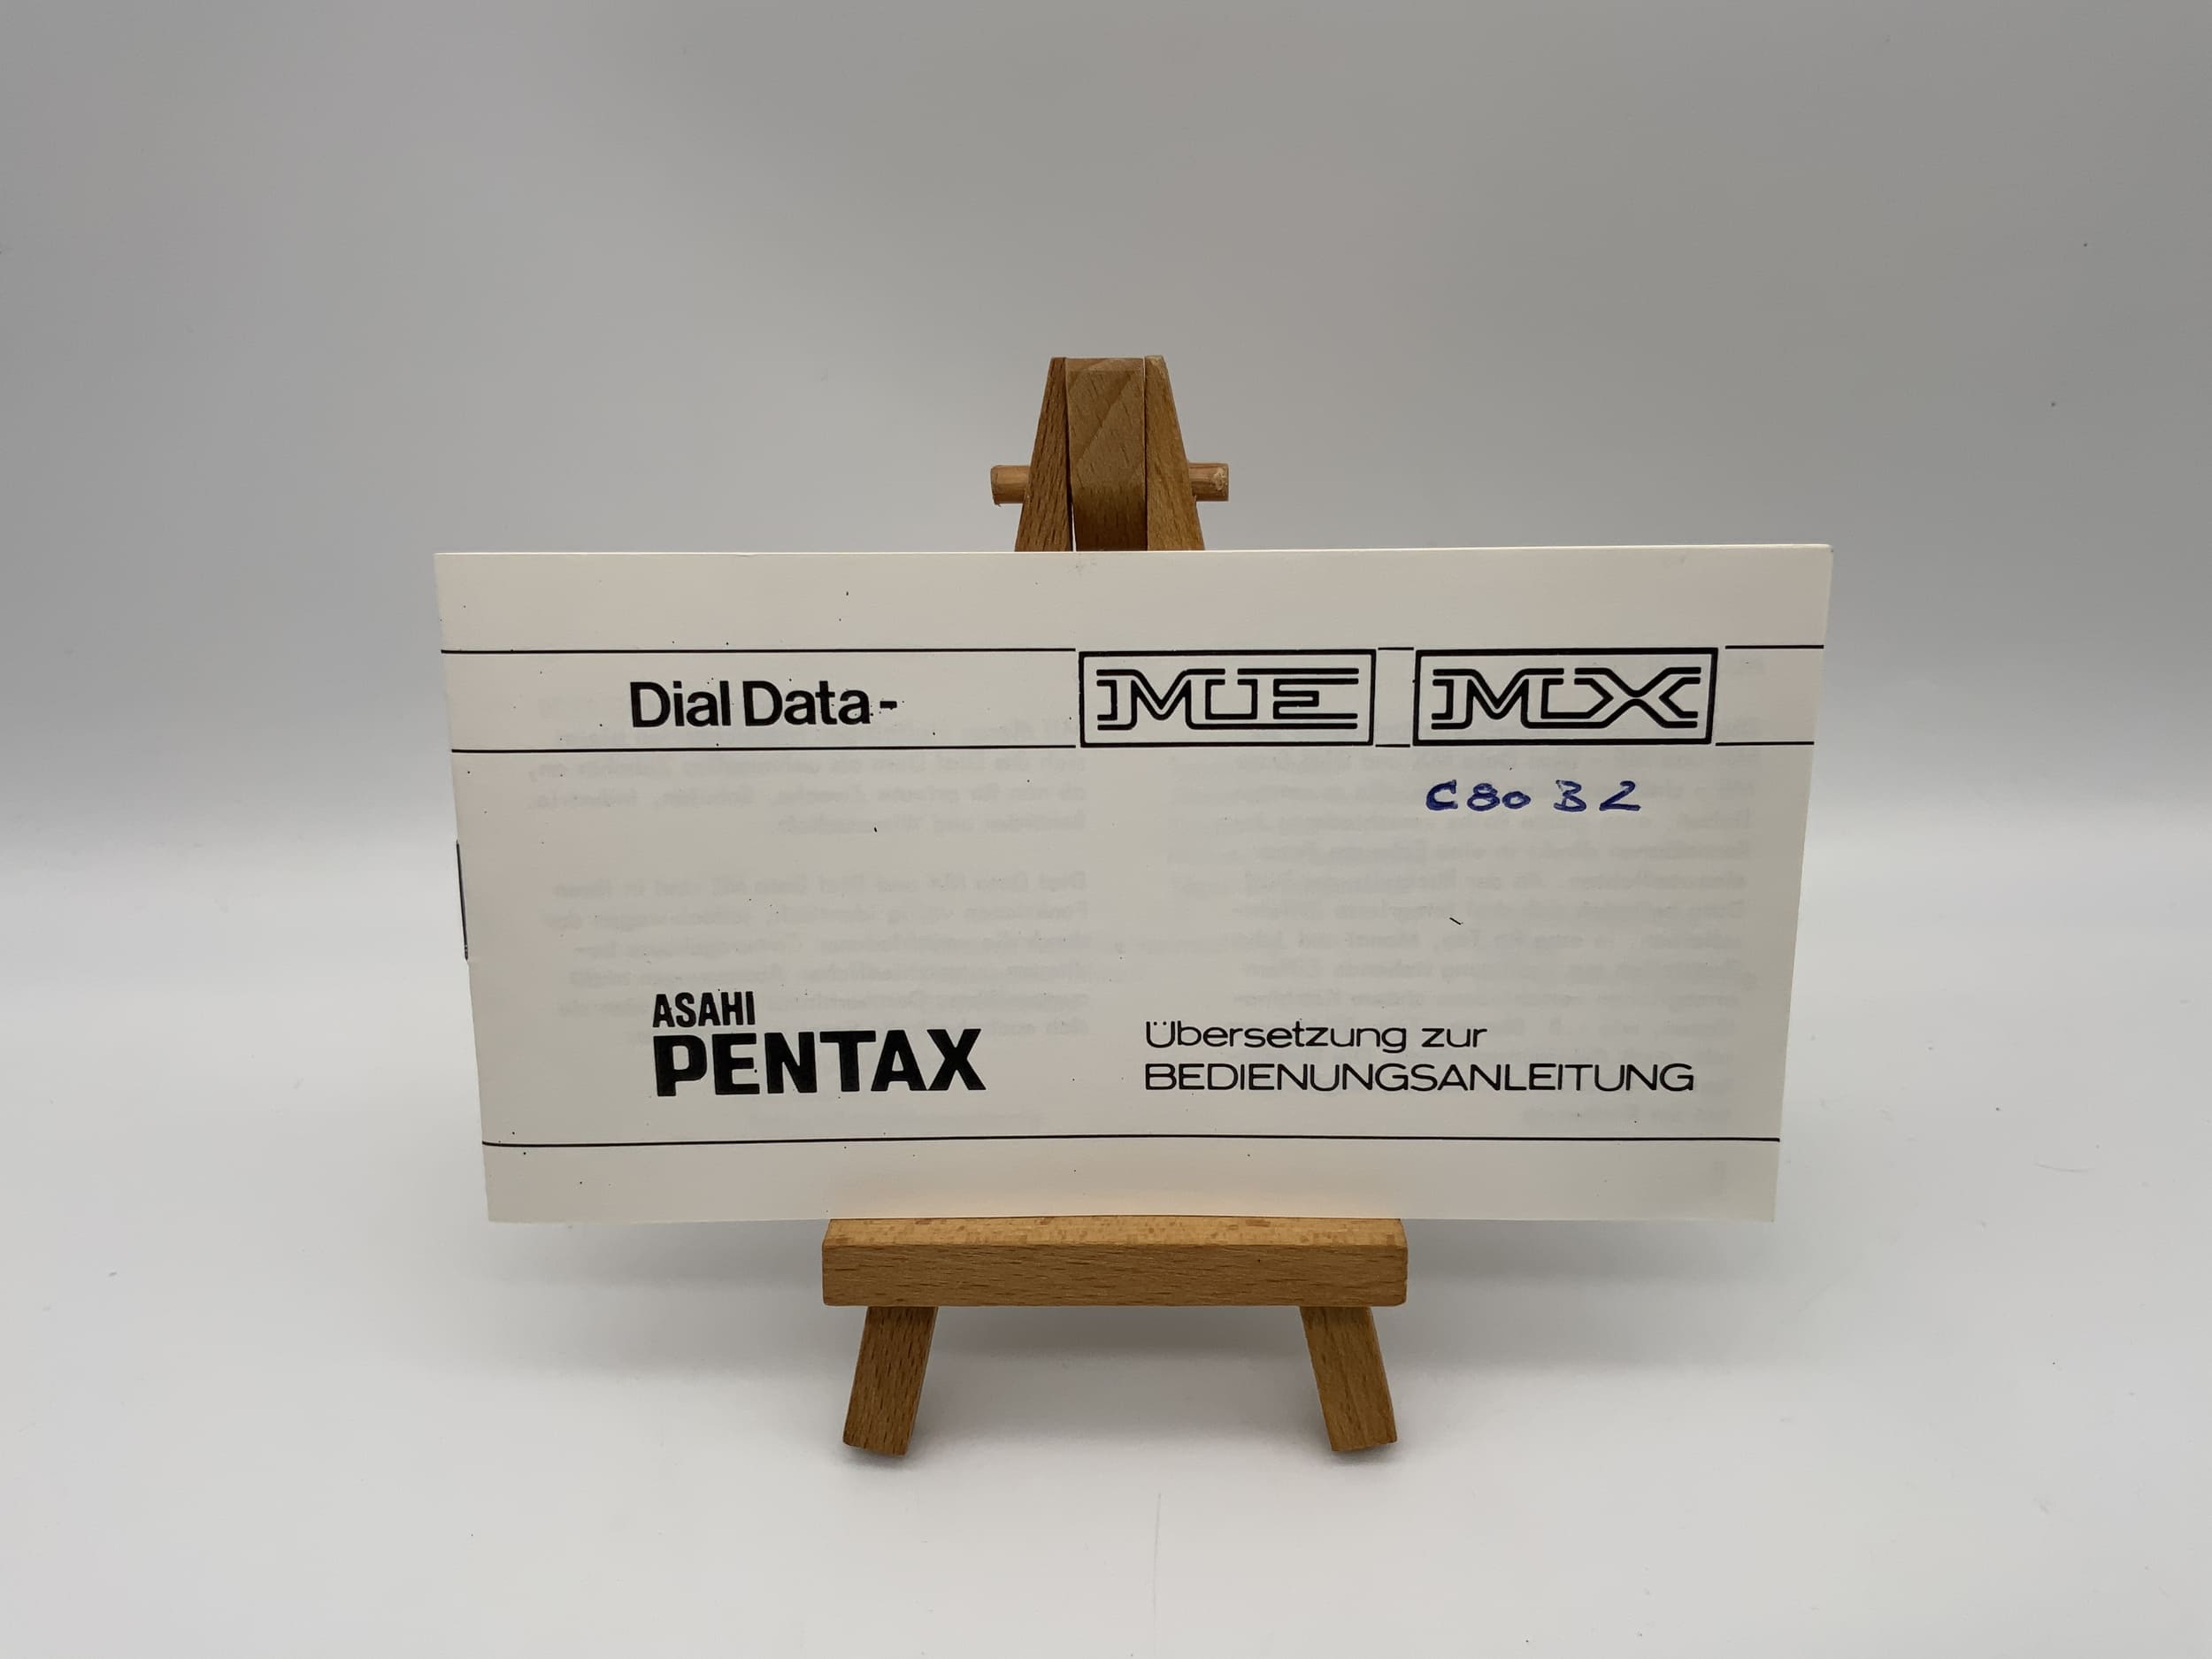 Dial Data- ME MX
C80 B2
ASAHI
PENTAX
Übersetzung zur
BEDIENUNGSANLEITUNG